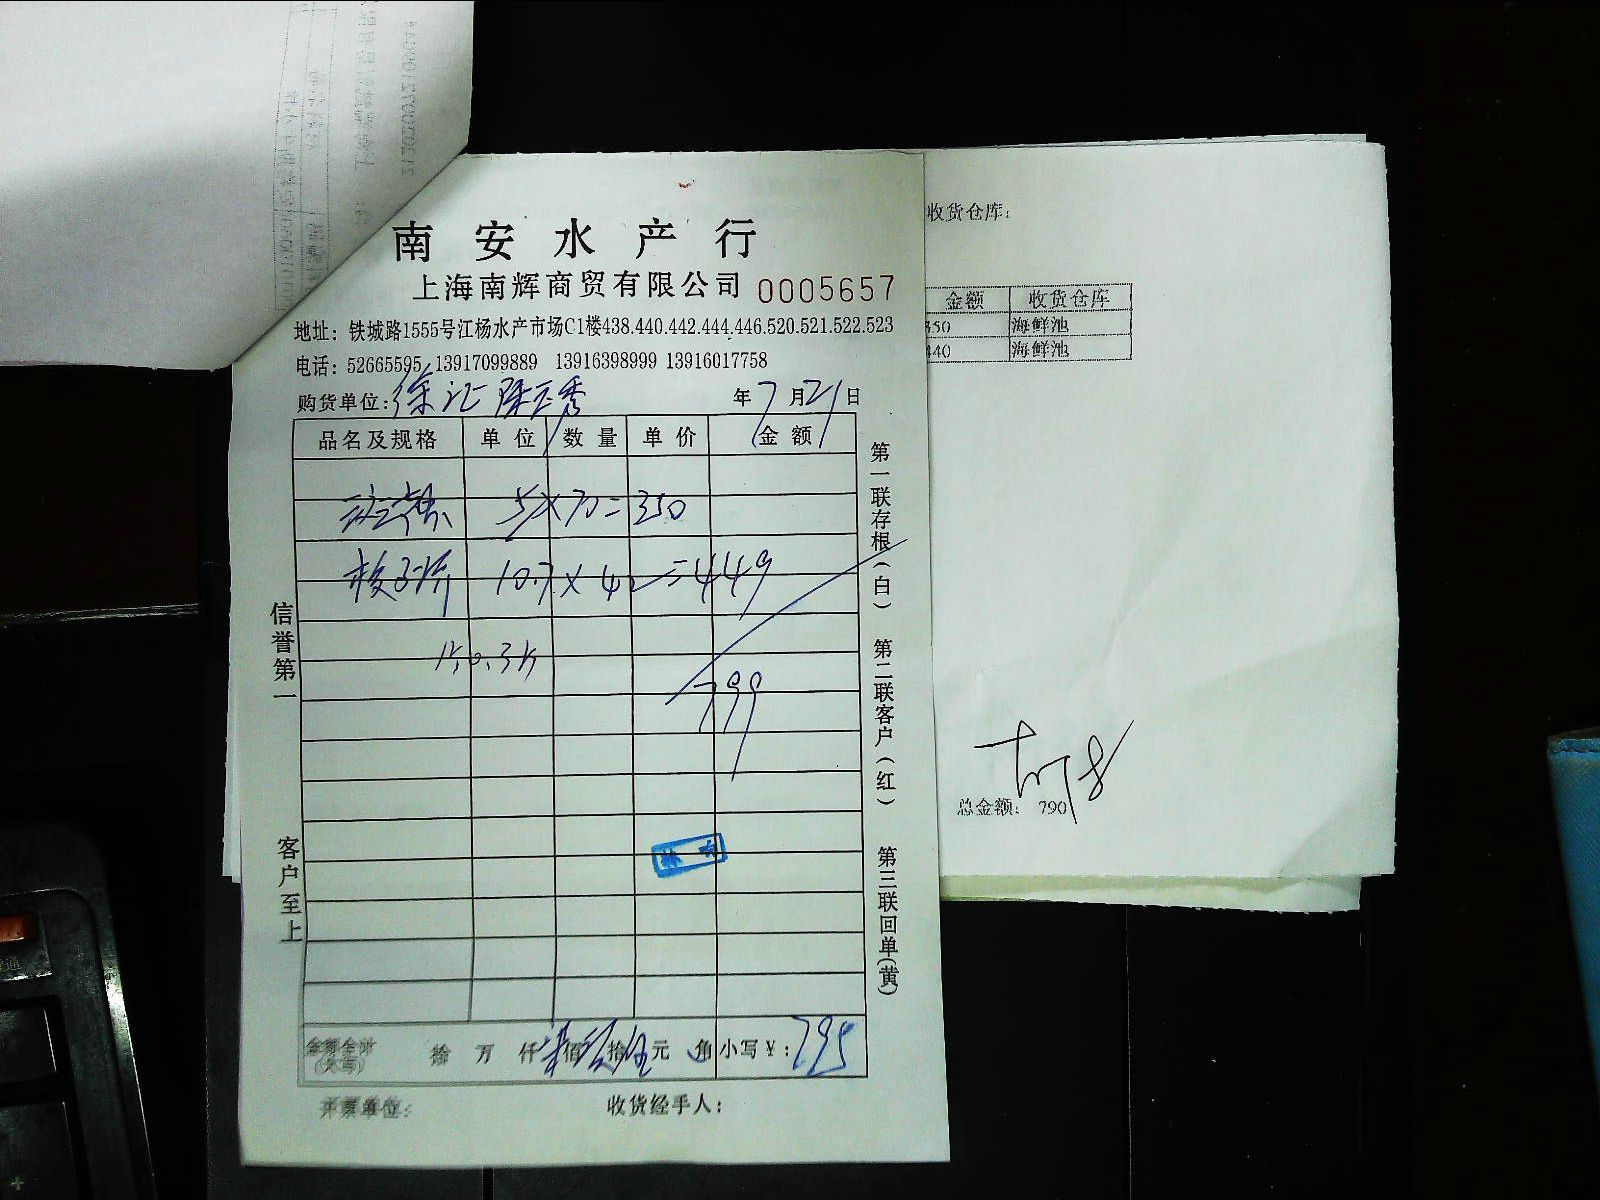 南安水产行
上海南辉商贸有限公司 0005657
地址：铁城路1555号江杨水产市场C1楼438.440.442.444.446.520.521.522.523
电话：52665595 13917099889 13916398999 13916017758
购货单位：徐汇 年7月21日
品名及规格 单位 数量 单价 金额
5×70=350
10.7×42=449
799
信誉第一
客户至上
第一联存根(白) 第二联客户(红) 第三联回单(黄)
金额合计(大写) 拾 万 仟 佰 拾 元 角 小写￥：795
开票单位： 收货经手人：
收货仓库：
金额 收货仓库
350 海鲜池
440 海鲜池
总金额： 790